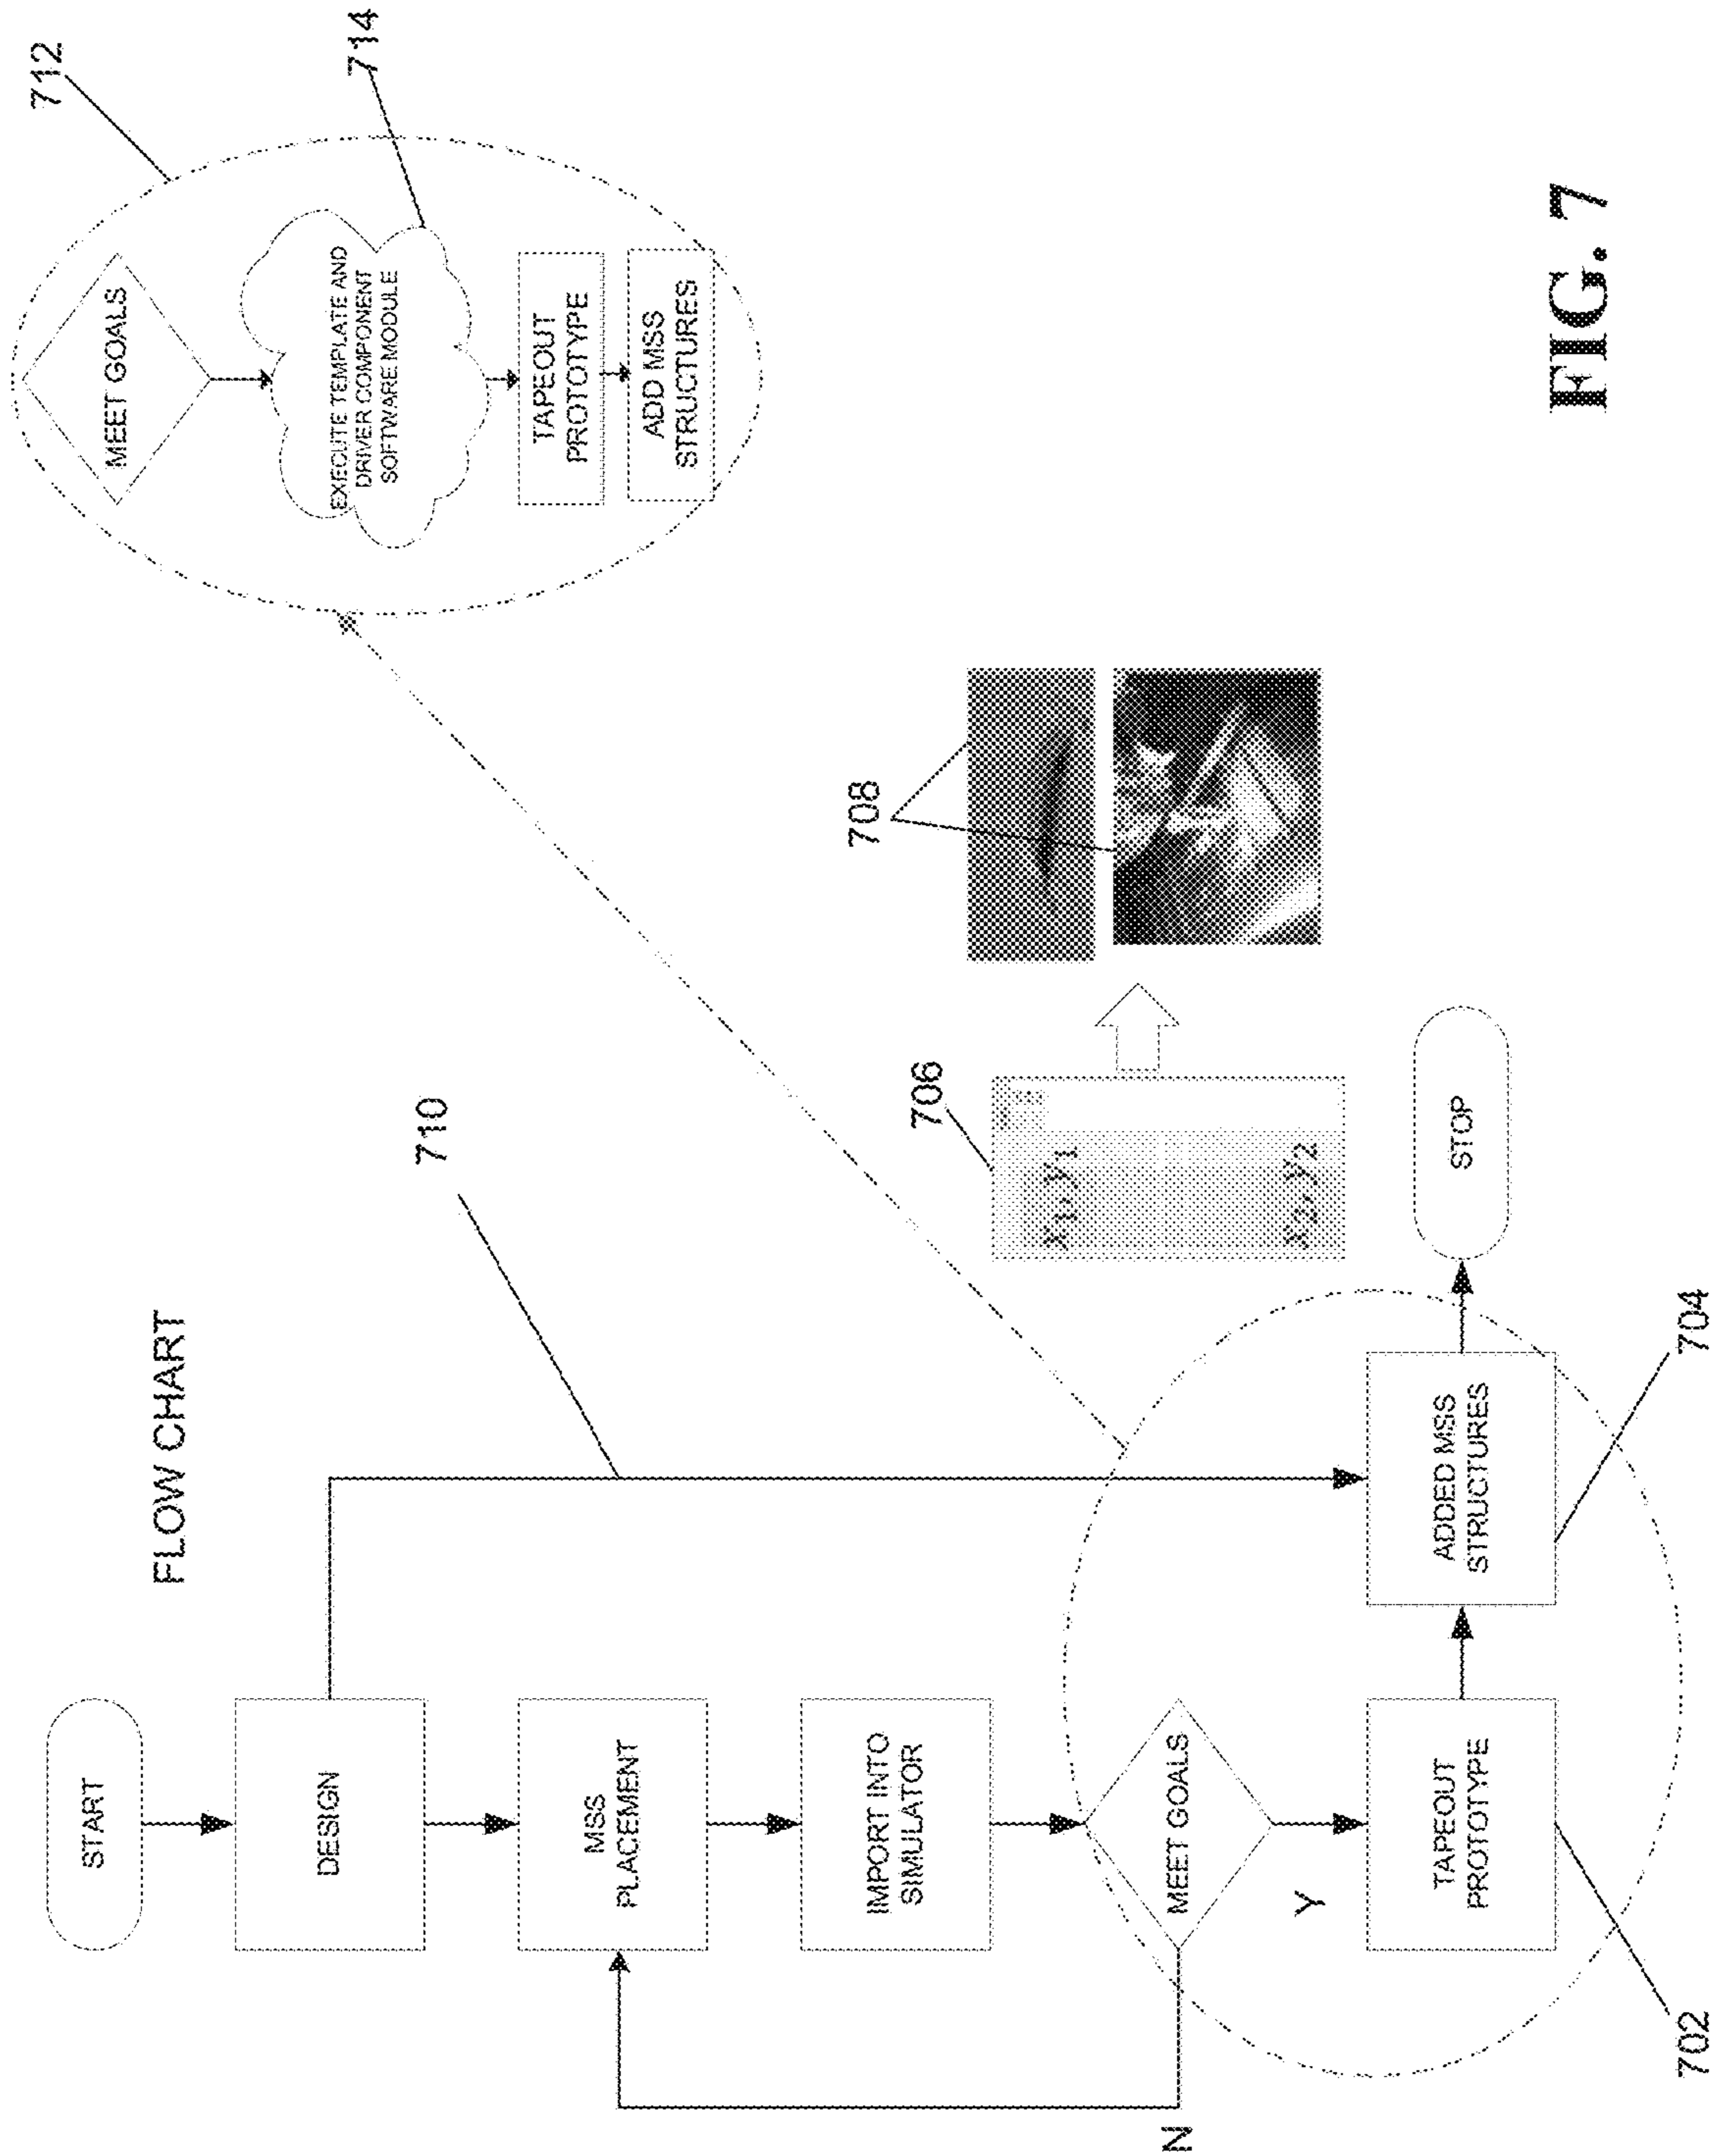 FLOW CHART
START
DESIGN
MSS
PLACEMENT
IMPORT INTO
SIMULATOR
MEET GOALS
N
Y
TAPEOUT
PROTOTYPE
702
ADDED MSS
STRUCTURES
704
STOP
710
706
x₁,y₁
x₂,y₂
708
712
MEET GOALS
EXECUTE TEMPLATE AND
DRIVER COMPONENT
SOFTWARE MODULE
714
TAPEOUT
PROTOTYPE
ADD MSS
STRUCTURES
FIG. 7